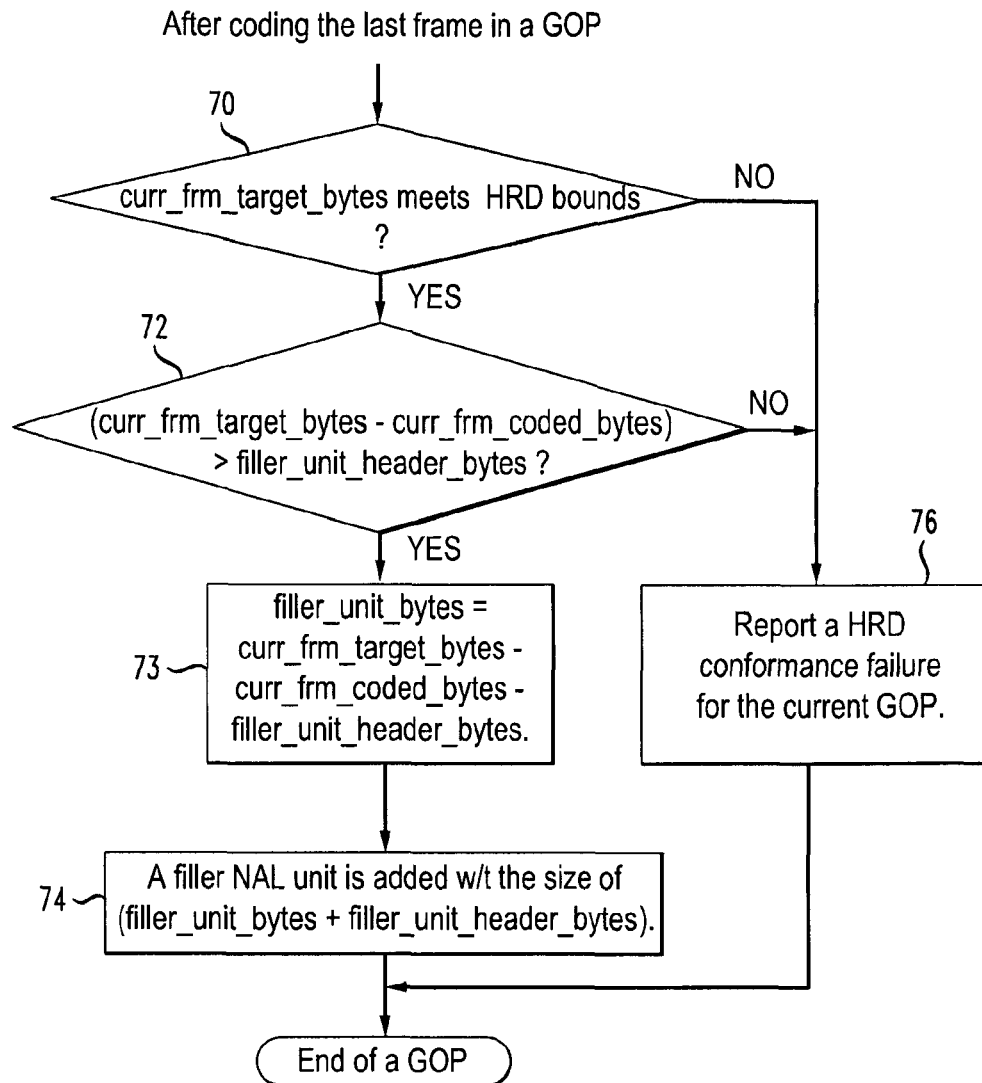 After coding the last frame in a GOP
70
curr_frm_target_bytes meets HRD bounds
?
NO
YES
72
(curr_frm_target_bytes - curr_frm_coded_bytes)
> filler_unit_header_bytes ?
NO
YES
73
filler_unit_bytes =
curr_frm_target_bytes -
curr_frm_coded_bytes -
filler_unit_header_bytes.
76
Report a HRD
conformance failure
for the current GOP.
74
A filler NAL unit is added w/t the size of
(filler_unit_bytes + filler_unit_header_bytes).
End of a GOP